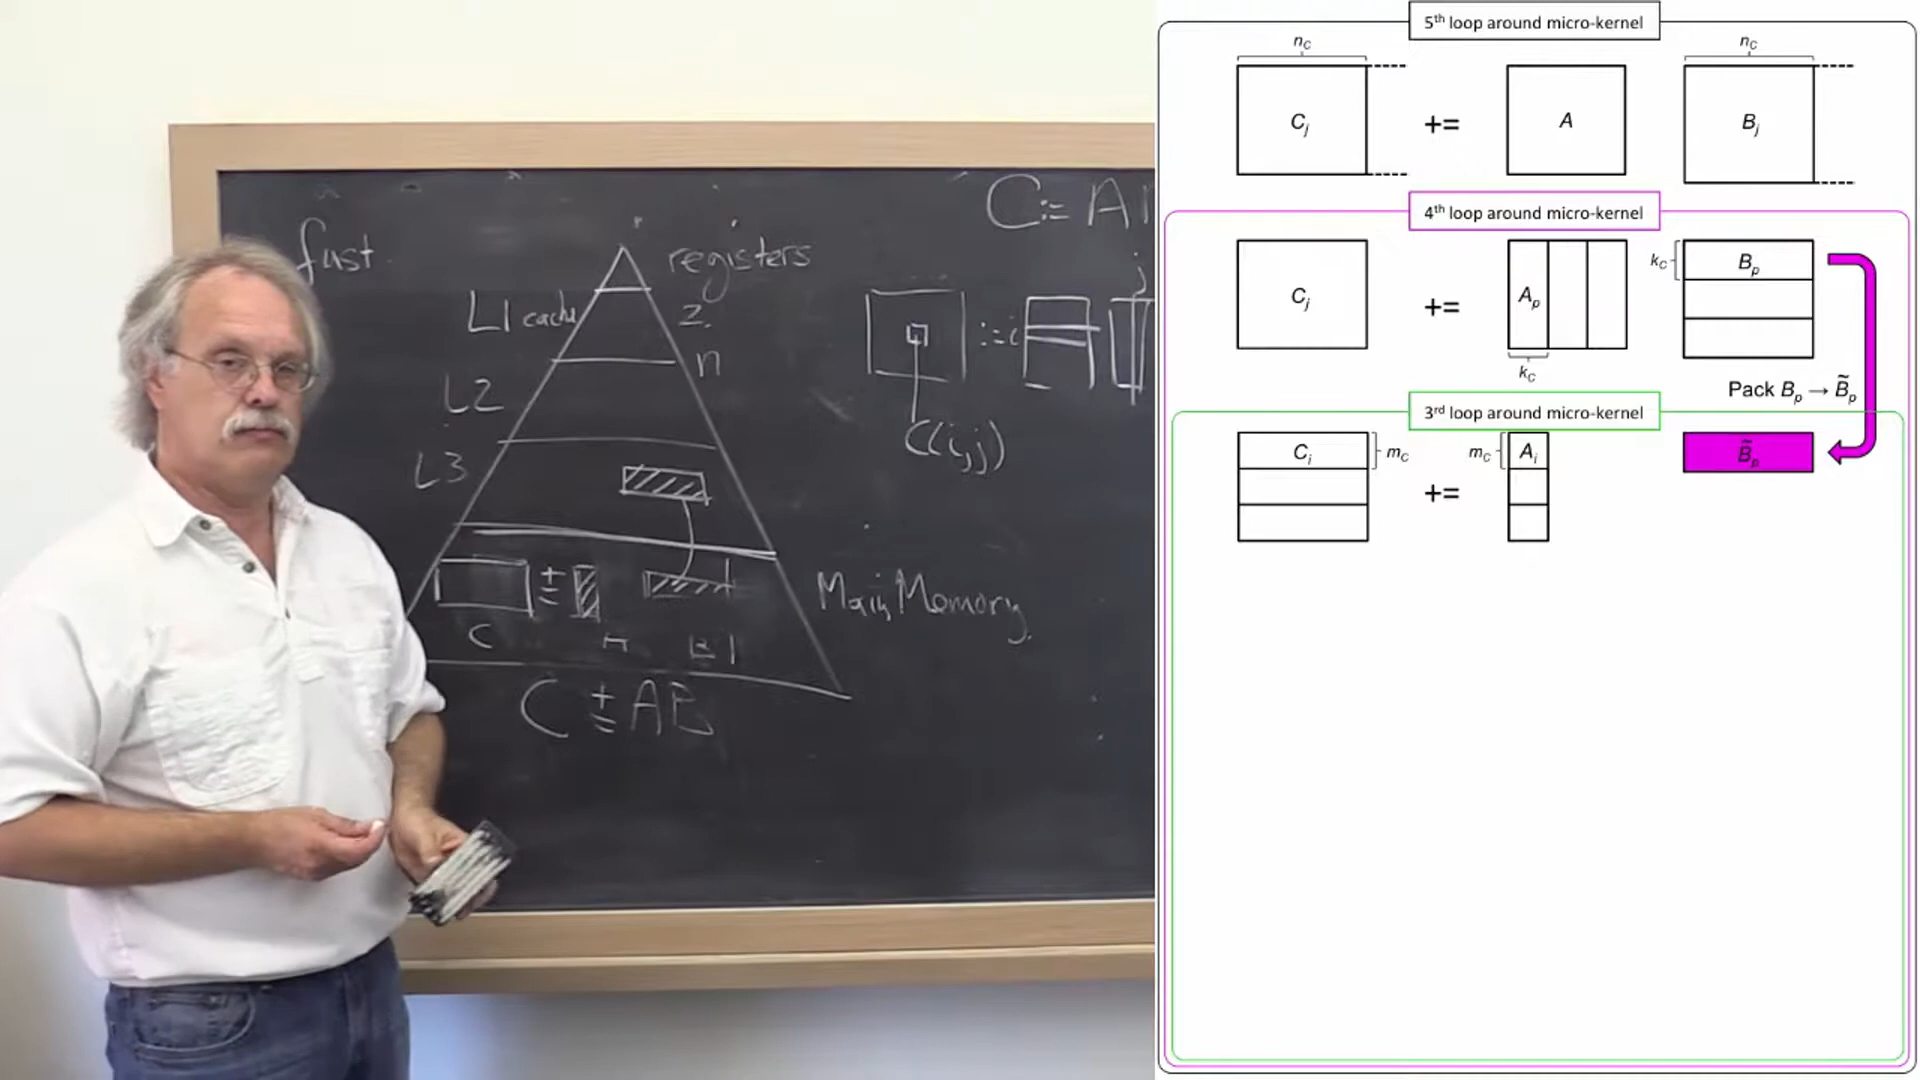 fast
registers
L1 cache
2.
n
L2
L3
Main Memory
C
±
C ± AB
C := A
j
:= i
C(i,j)
5th loop around micro-kernel
nC
nC
Cj
+=
A
Bj
4th loop around micro-kernel
kC
Bp
Cj
+=
Ap
kC
Pack Bp → B̃p
3rd loop around micro-kernel
Ci
mC
mC
Ai
B̃p
+=